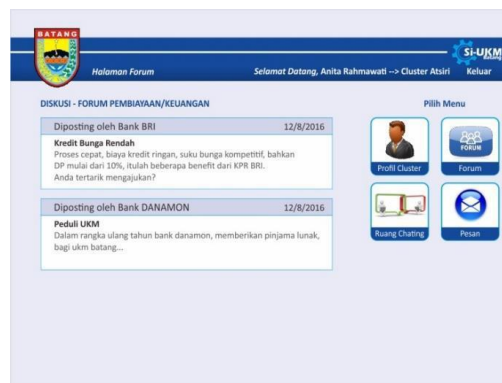 BATANG
Si-UKM
Batang
Halaman Forum
Selamat Datang, Anita Rahmawati --> Cluster Atsiri
Keluar
DISKUSI - FORUM PEMBIAYAAN/KEUANGAN
Diposting oleh Bank BRI 12/8/2016
Kredit Bunga Rendah
Proses cepat, biaya kredit ringan, suku bunga kompetitif, bahkan
DP mulai dari 10%, itulah beberapa benefit dari KPR BRI.
Anda tertarik mengajukan?
Diposting oleh Bank DANAMON 12/8/2016
Peduli UKM
Dalam rangka ulang tahun bank danamon, memberikan pinjama lunak,
bagi ukm batang...
Pilih Menu
Profil Cluster
FORUM
Forum
Ruang Chating
Pesan